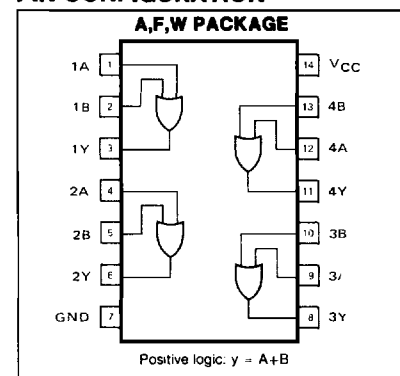 A,F,W PACKAGE
1A 1 14 VCC
1B 2 13 4B
1Y 3 12 4A
2A 4 11 4Y
2B 5 10 3B
2Y 6 9
GND 7 8 3Y
Positive logic: y = A+B